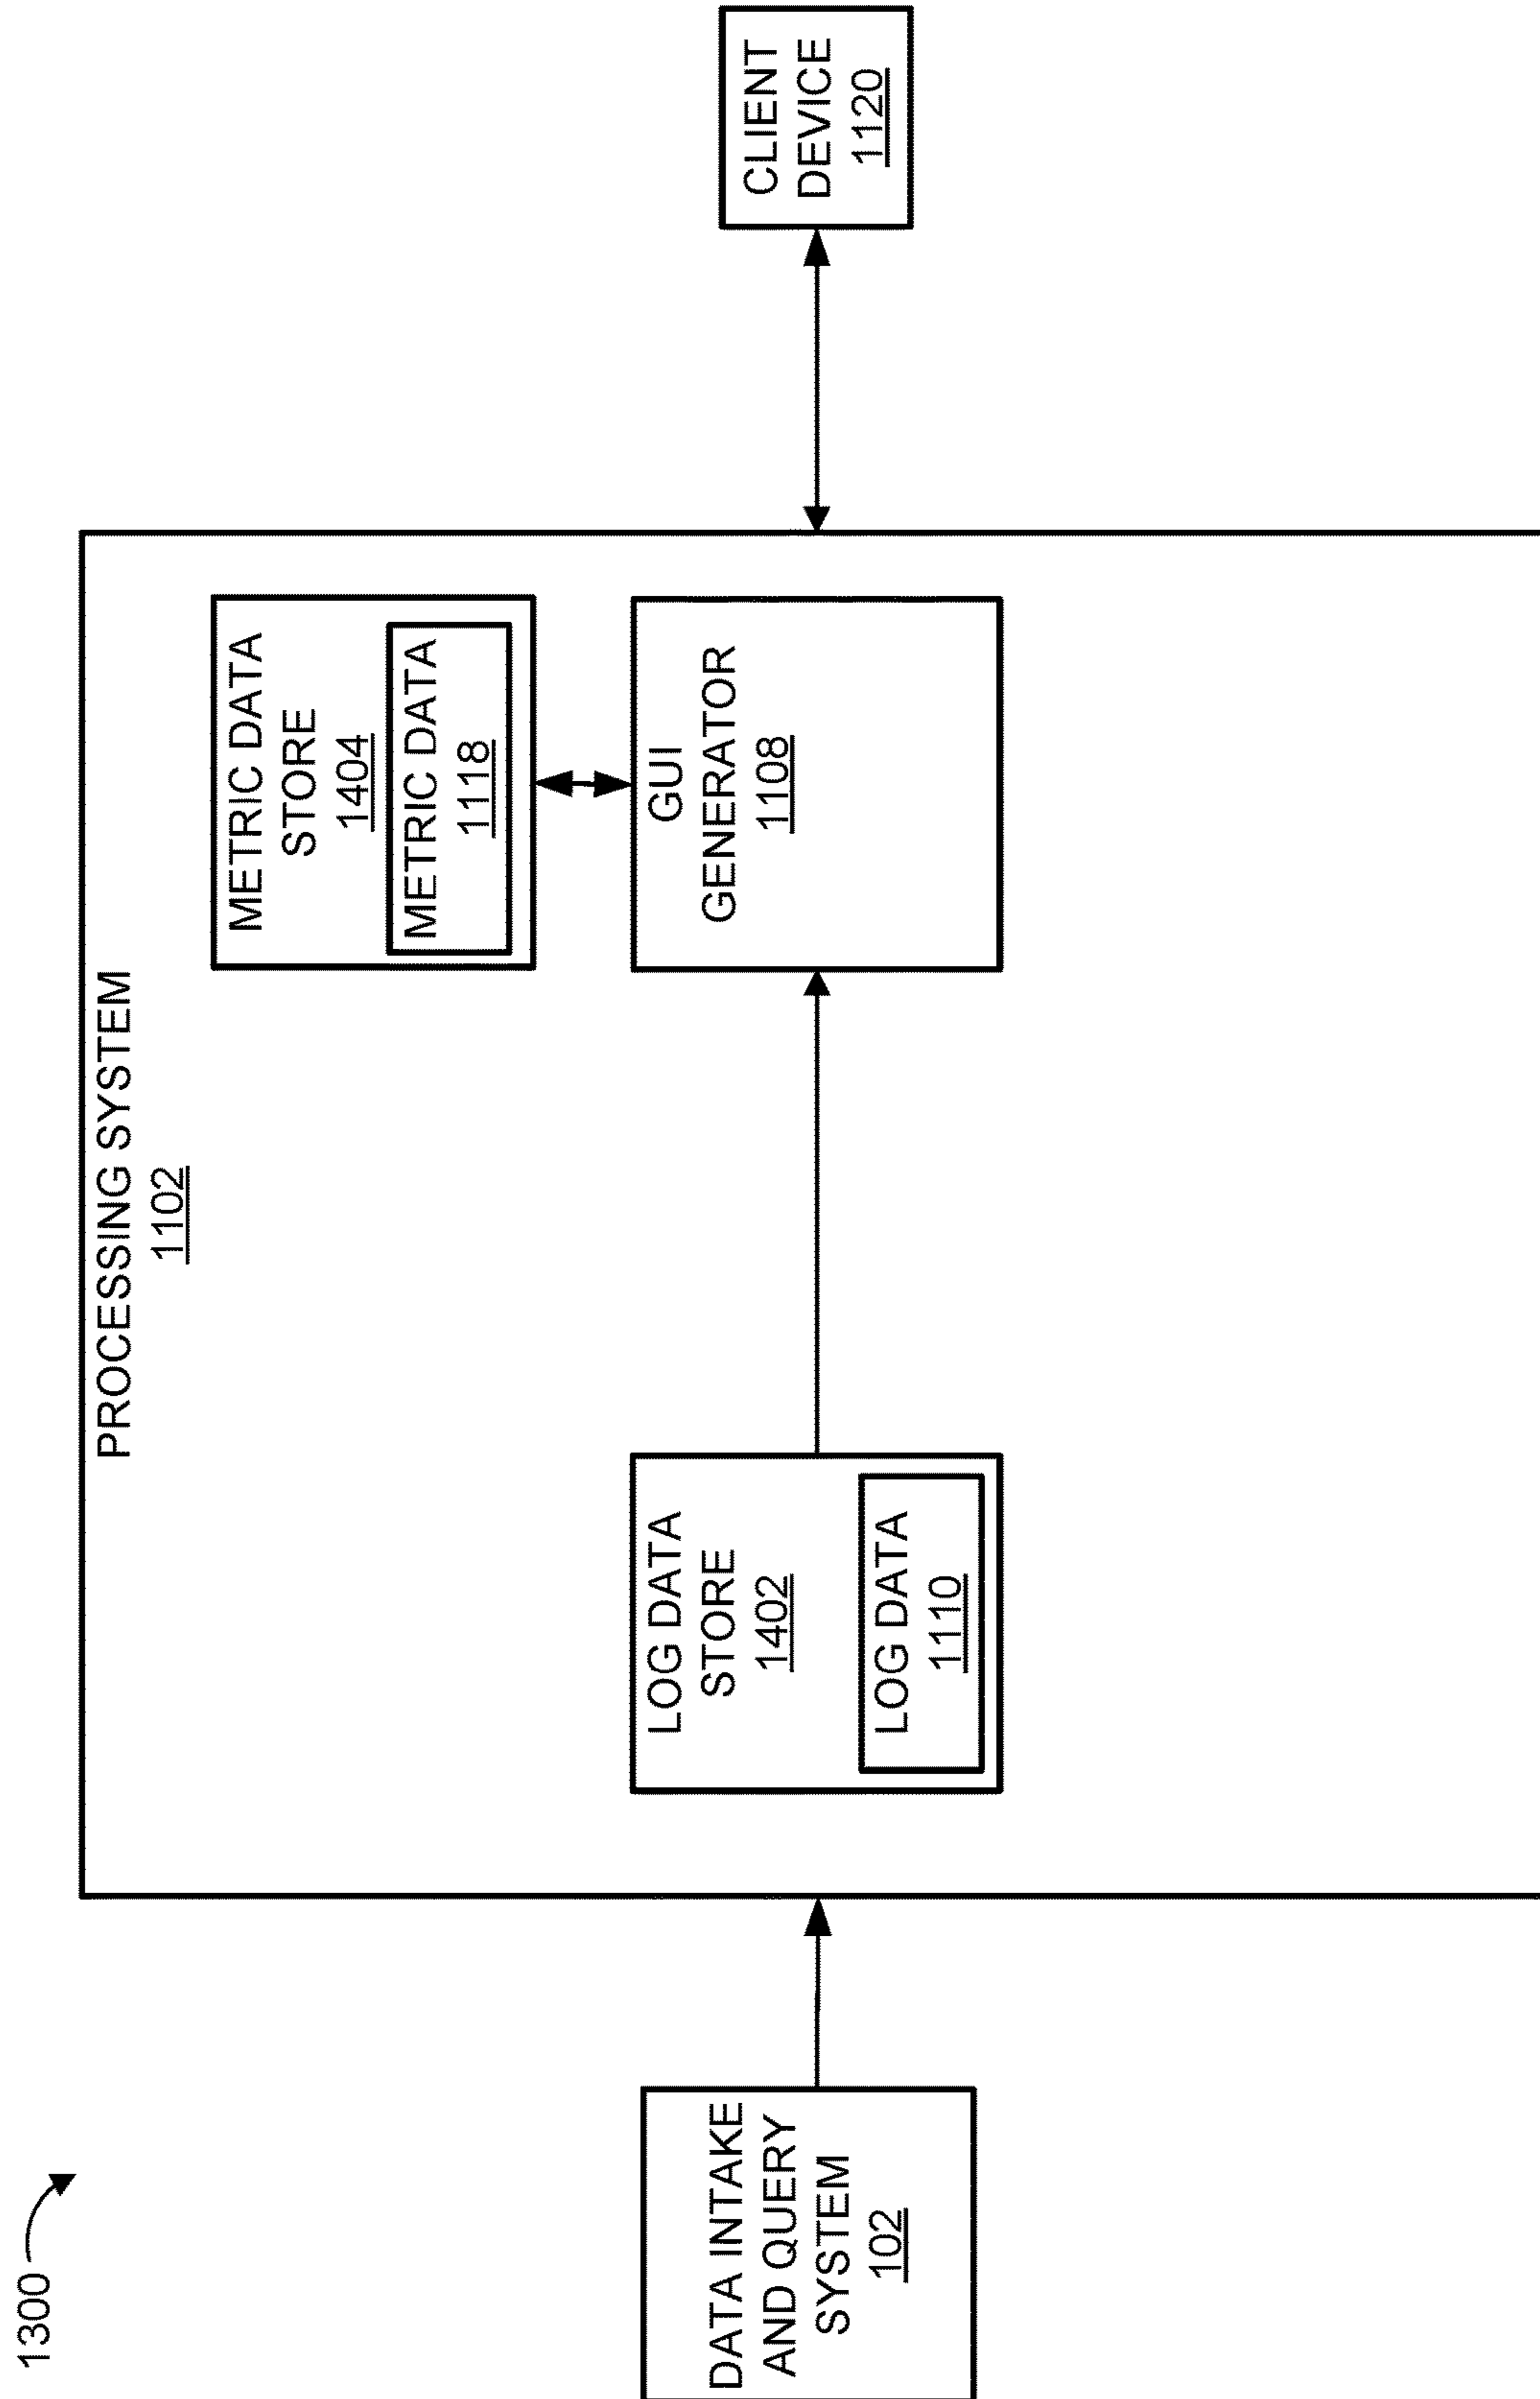 1300
DATA INTAKE
AND QUERY
SYSTEM
102
PROCESSING SYSTEM
1102
LOG DATA
STORE
1402
LOG DATA
1110
METRIC DATA
STORE
1404
METRIC DATA
1118
GUI
GENERATOR
1108
CLIENT
DEVICE
1120